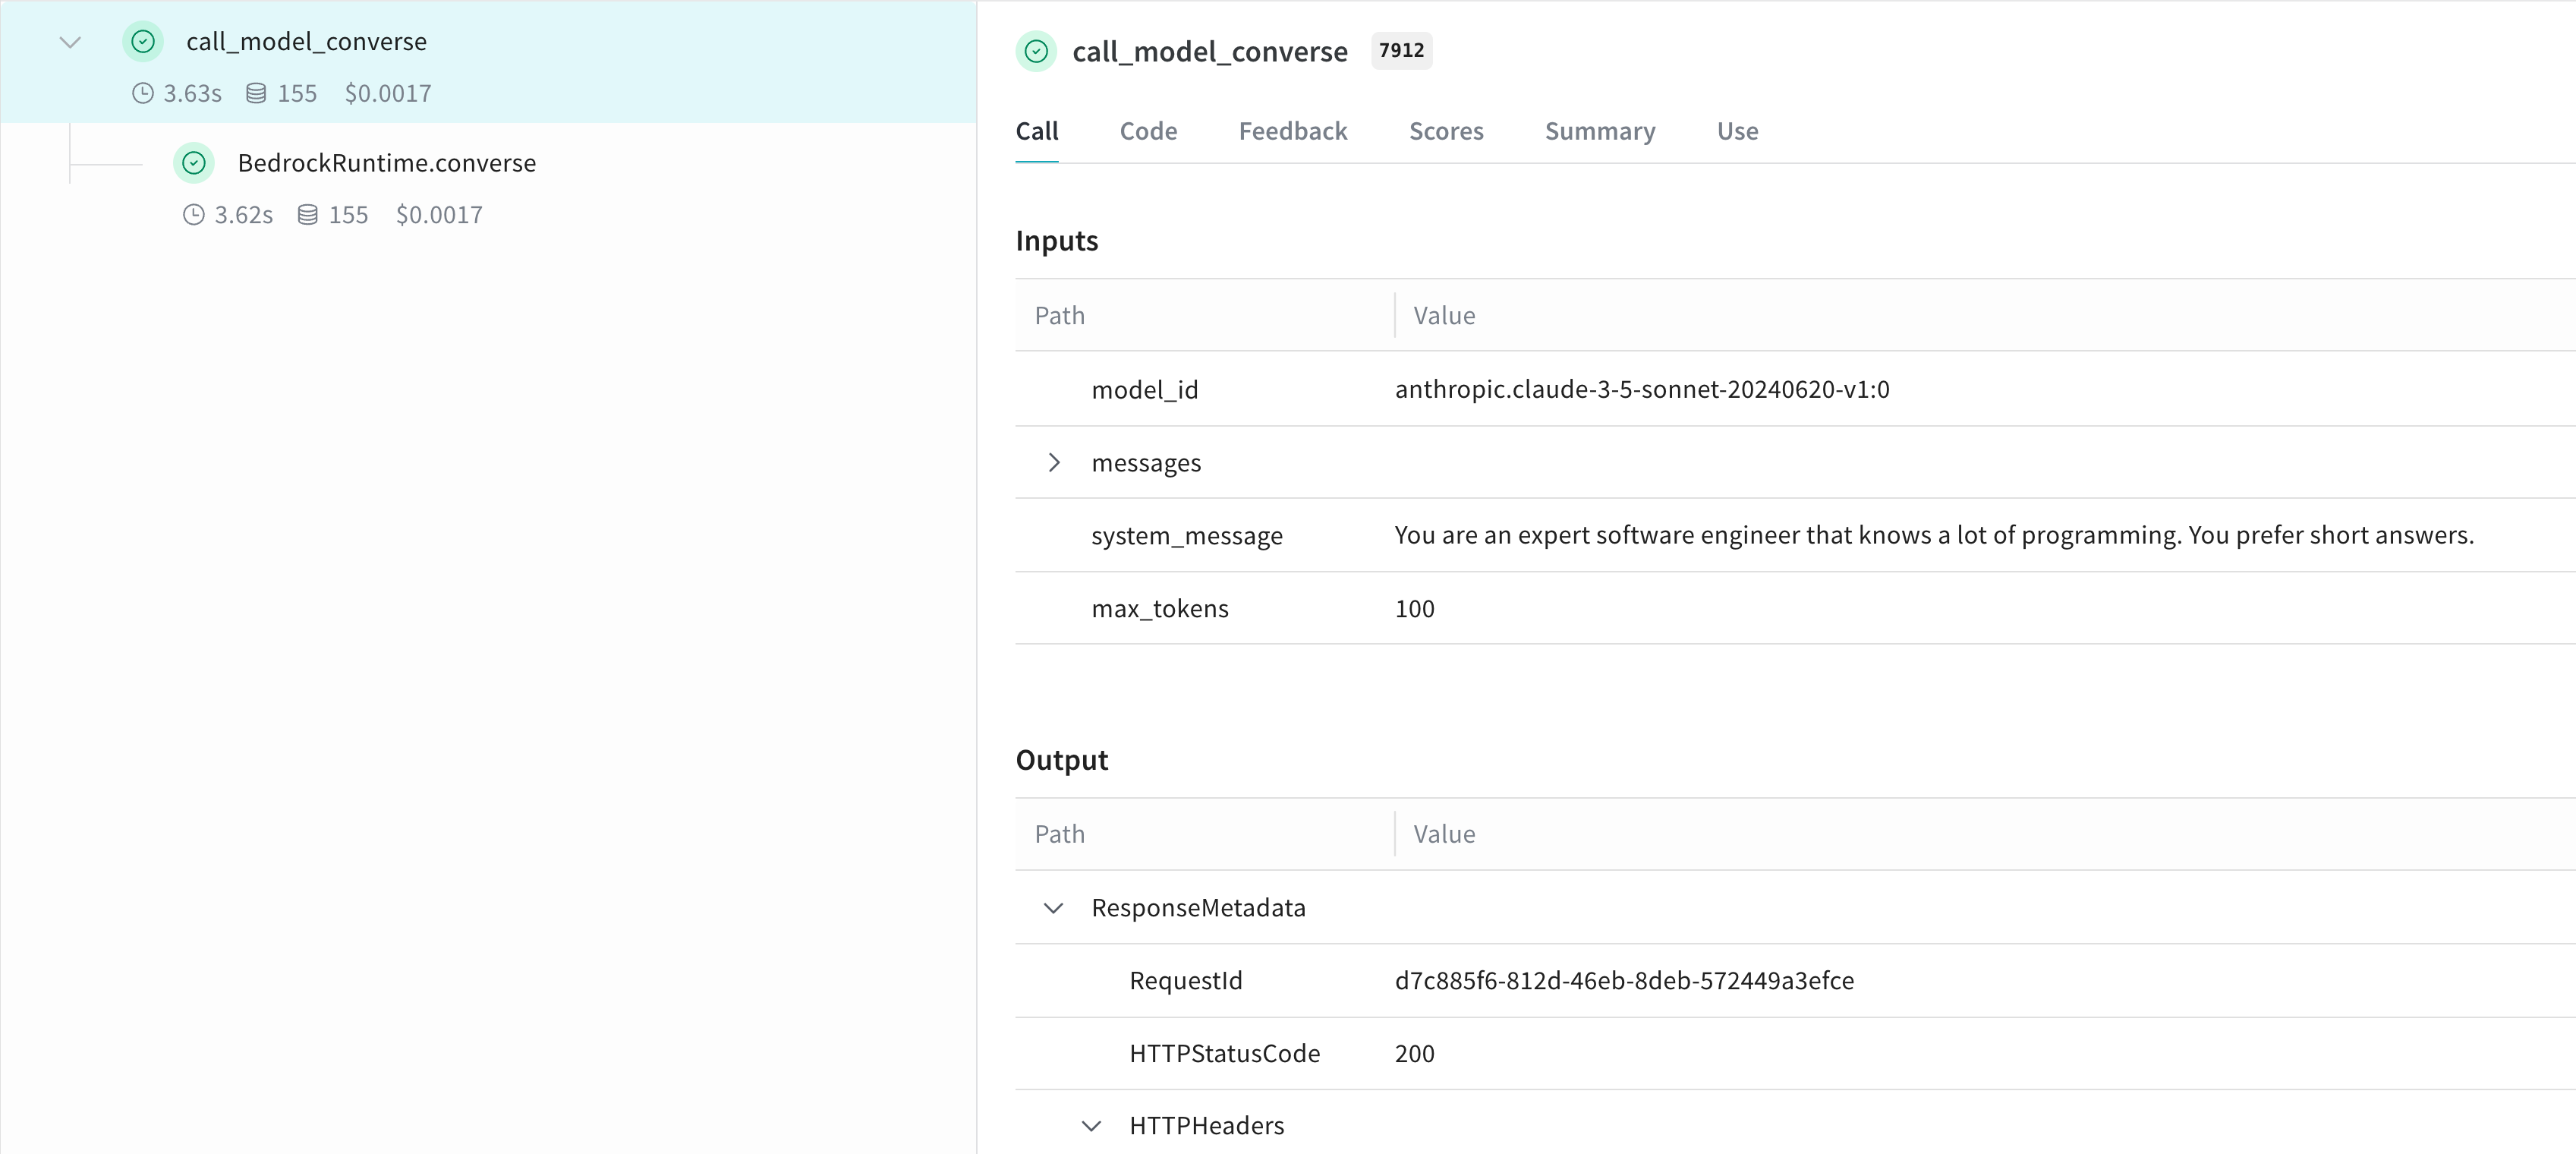 call_model_converse
3.63s 155 $0.0017
BedrockRuntime.converse
3.62s 155 $0.0017
call_model_converse 7912
Call Code Feedback Scores Summary Use
Inputs
Path Value
model_id anthropic.claude-3-5-sonnet-20240620-v1:0
messages
system_message You are an expert software engineer that knows a lot of programming. You prefer short answers.
max_tokens 100
Output
Path Value
ResponseMetadata
RequestId d7c885f6-812d-46eb-8deb-572449a3efce
HTTPStatusCode 200
HTTPHeaders